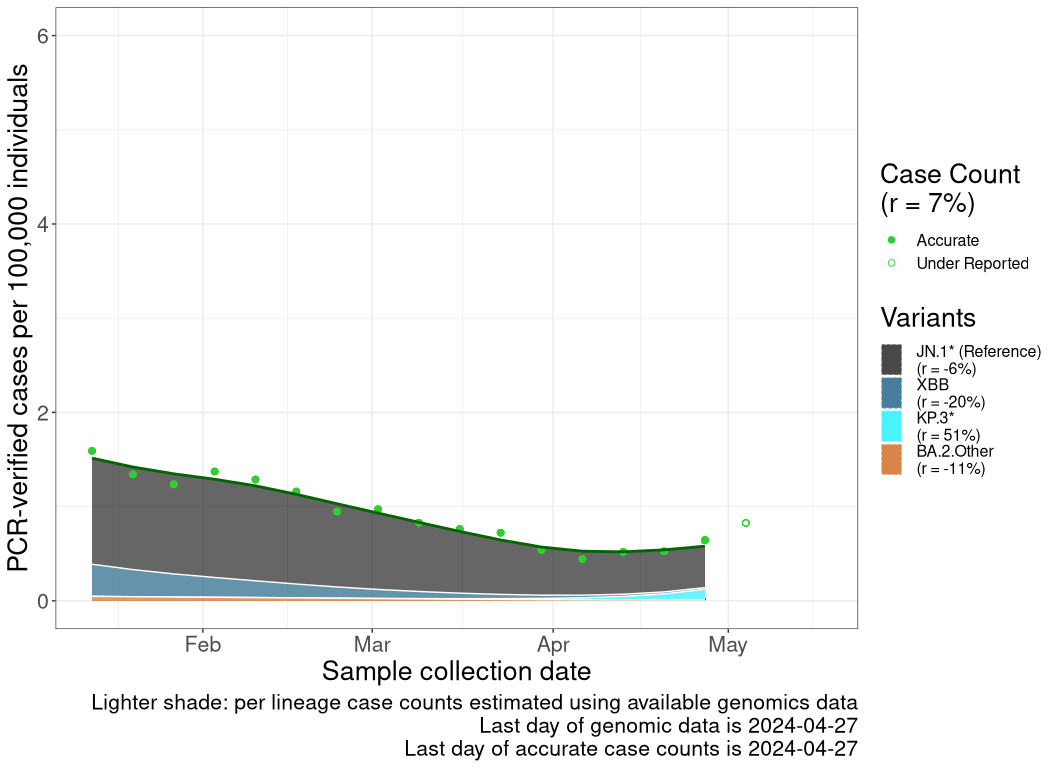 PCR-verified cases per 100,000 individuals
6
4
2
0
Feb
Mar
Apr
May
Sample collection date
Lighter shade: per lineage case counts estimated using available genomics data
Last day of genomic data is 2024-04-27
Last day of accurate case counts is 2024-04-27
Case Count
(r = 7%)
Accurate
Under Reported
Variants
JN.1* (Reference)
(r = -6%)
XBB
(r = -20%)
KP.3*
(r = 51%)
BA.2.Other
(r = -11%)